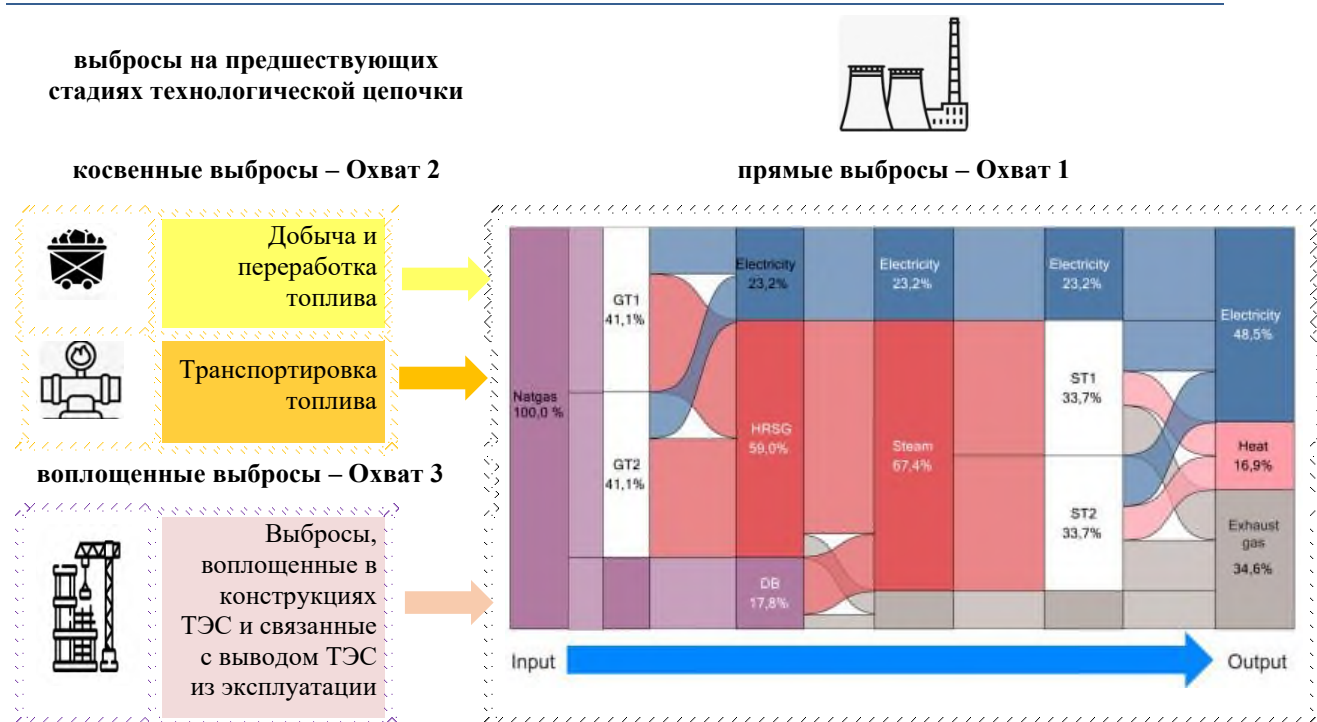 выбросы на предшествующих
стадиях технологической цепочки
косвенные выбросы – Охват 2
прямые выбросы – Охват 1
Добыча и
переработка
топлива
Транспортировка
топлива
воплощенные выбросы – Охват 3
Выбросы,
воплощенные в
конструкциях
ТЭС и связанные
с выводом ТЭС
из эксплуатации
Natgas
100,0 %
GT1
41,1%
GT2
41,1%
Electricity
23,2%
HRSG
59,0%
DB
17,8%
Electricity
23,2%
Steam
67,4%
Electricity
23,2%
ST1
33,7%
ST2
33,7%
Electricity
48,5%
Heat
16,9%
Exhaust
gas
34,6%
Input
Output